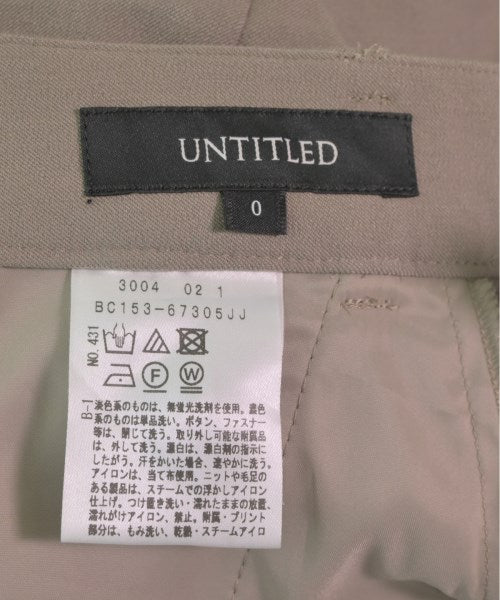 UNTITLED
0
3004 02 1
BC153-67305JJ
NO.431
F W
B-1
淡色系のものは、無蛍光洗剤を使用。濃色
系のものは単品洗い。ボタン、ファスナー
等は、閉じて洗う。取り外し可能な附属品
は、外して洗う。漂白は、漂白剤の指示に
したがう。汗をかいた場合、速やかに洗う。
アイロンは、当て布使用。ニットや毛足の
ある製品は、スチームでの浮かしアイロン
仕上げ。つけ置き洗い・濡れたままの放置、
濡れがけアイロン、禁止。附属・プリント
部分は、もみ洗い、乾熱・スチームアイロ